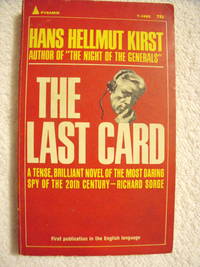 PYRAMID
75¢
HANS HELLMUT KIRST
AUTHOR OF "THE NIGHT OF THE GENERALS"
THE
LAST CARD
A TENSE, BRILLIANT NOVEL OF THE MOST DARING
SPY OF THE 20th CENTURY—RICHARD SORGE
First publication in the English language